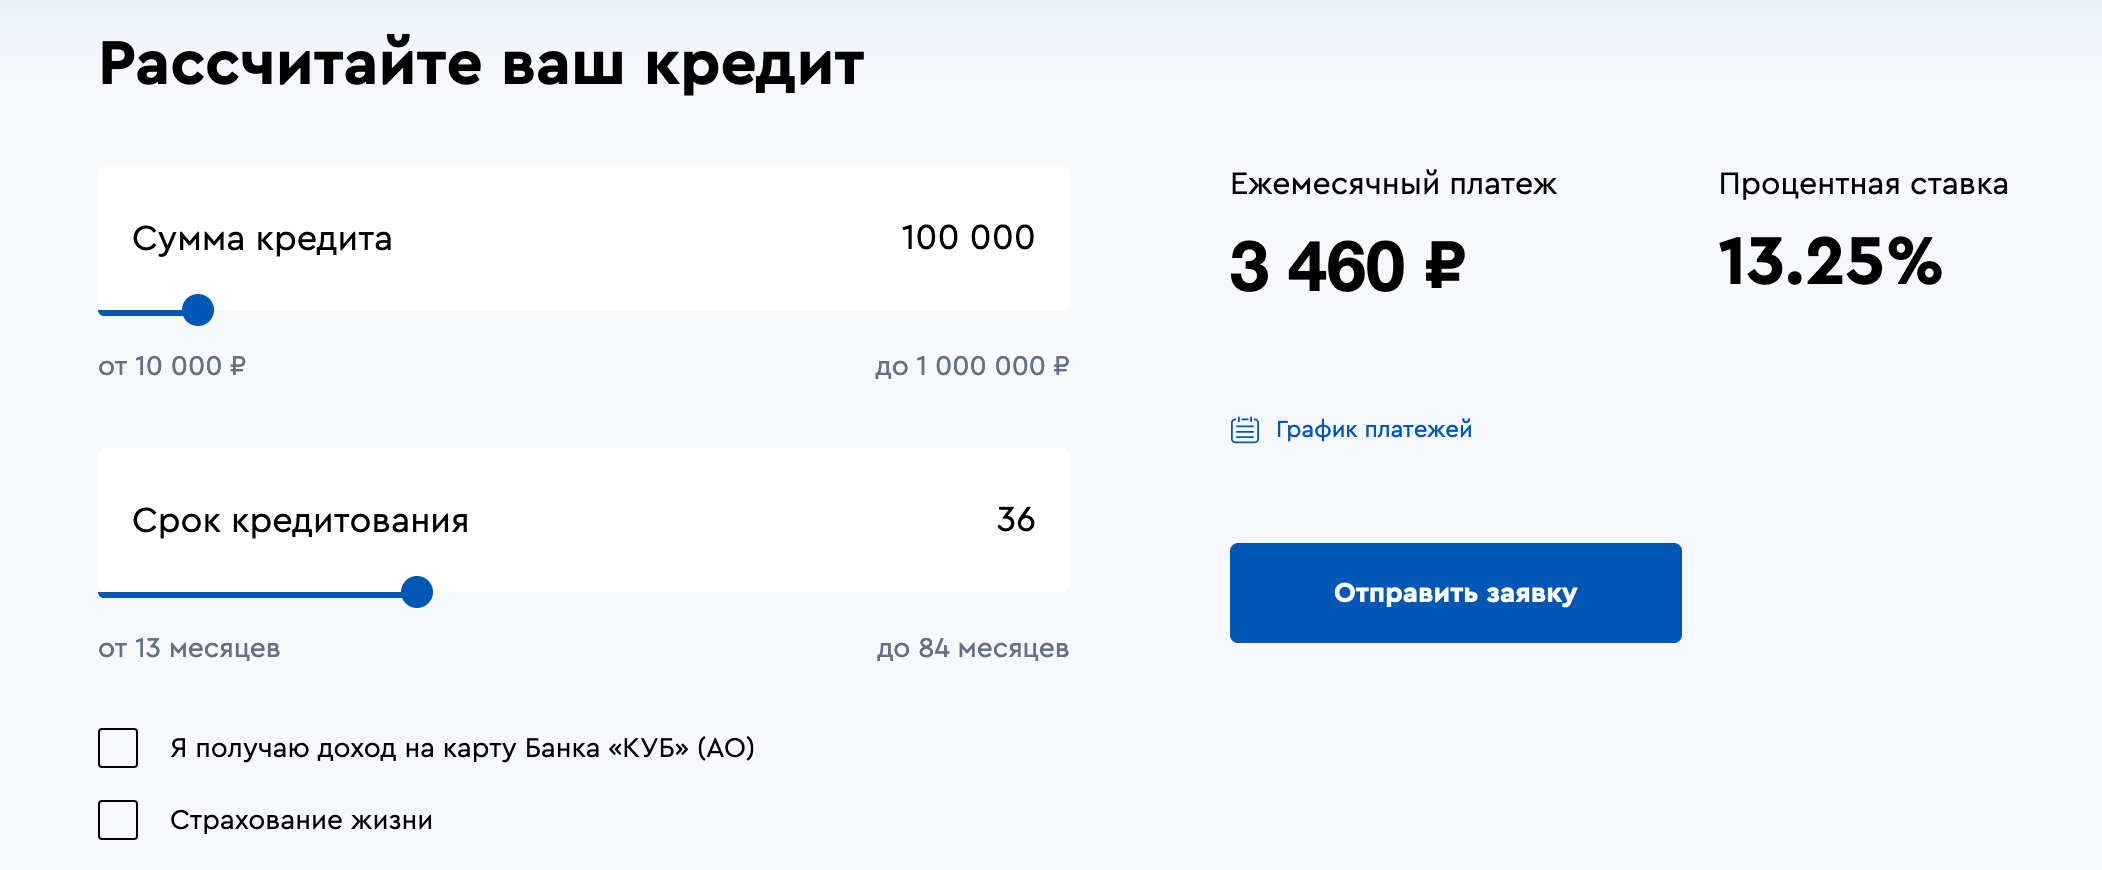 Рассчитайте ваш кредит
Сумма кредита 100 000
от 10 000 ₽ до 1 000 000 ₽
Срок кредитования 36
от 13 месяцев до 84 месяцев
Я получаю доход на карту Банка «КУБ» (АО)
Страхование жизни
Ежемесячный платеж
3 460 ₽
Процентная ставка
13.25%
График платежей
Отправить заявку